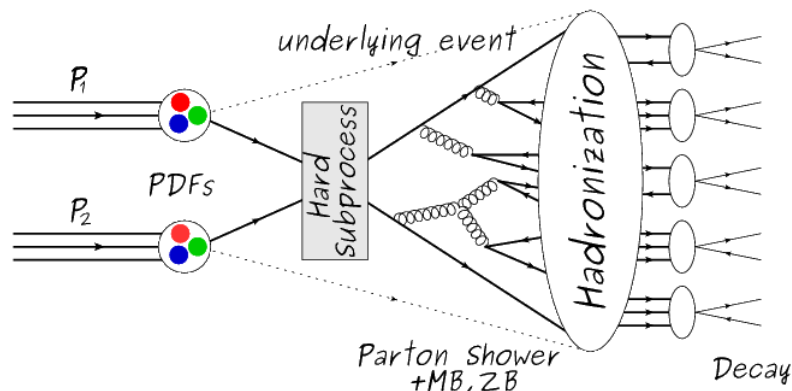 underlying event
P1
Hard
Subprocess
Hadronization
PDFs
P2
Parton Shower
+MB, ZB
Decay